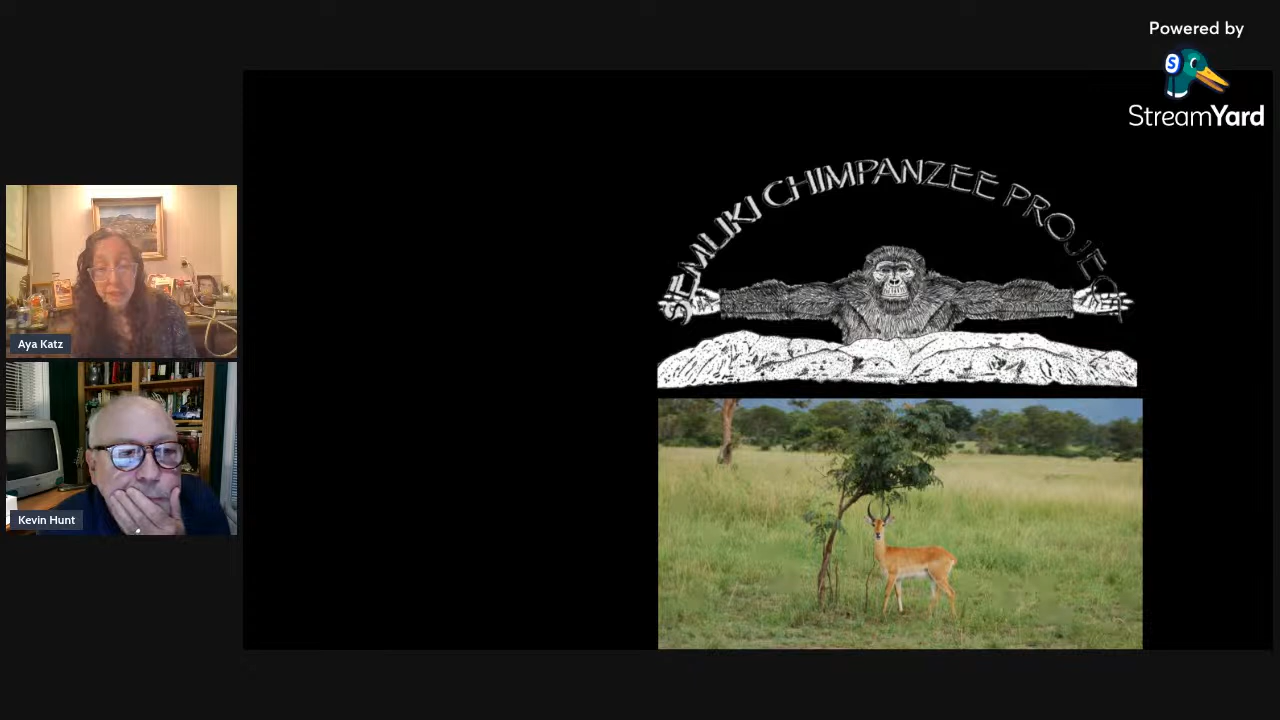 Powered by
S
StreamYard
SEMLIKI CHIMPANZEE PROJECT
Aya Katz
Kevin Hunt